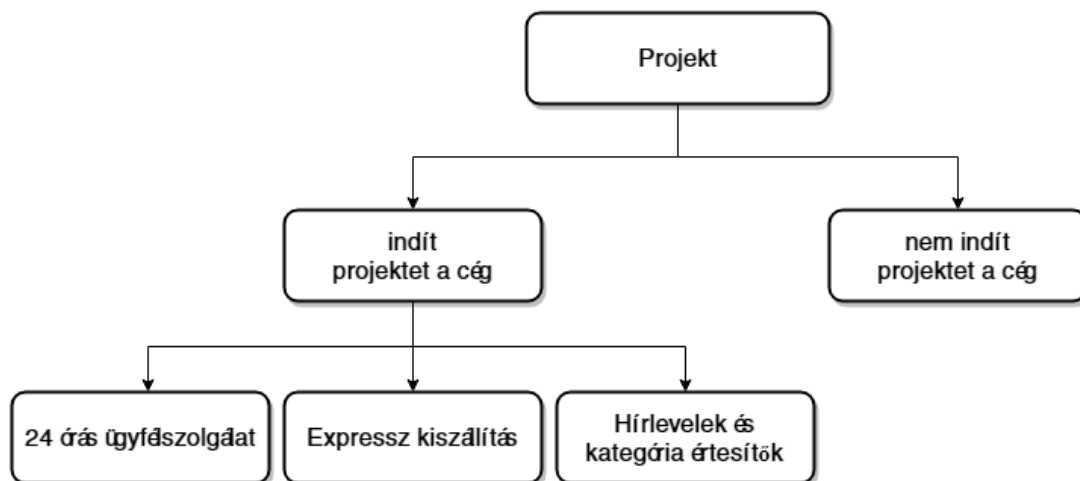 Projekt
indít
projektet a cég
nem indít
projektet a cég
24 órás ügyfélszolgálat
Expressz kiszállítás
Hírlevelek és
kategória értesítők